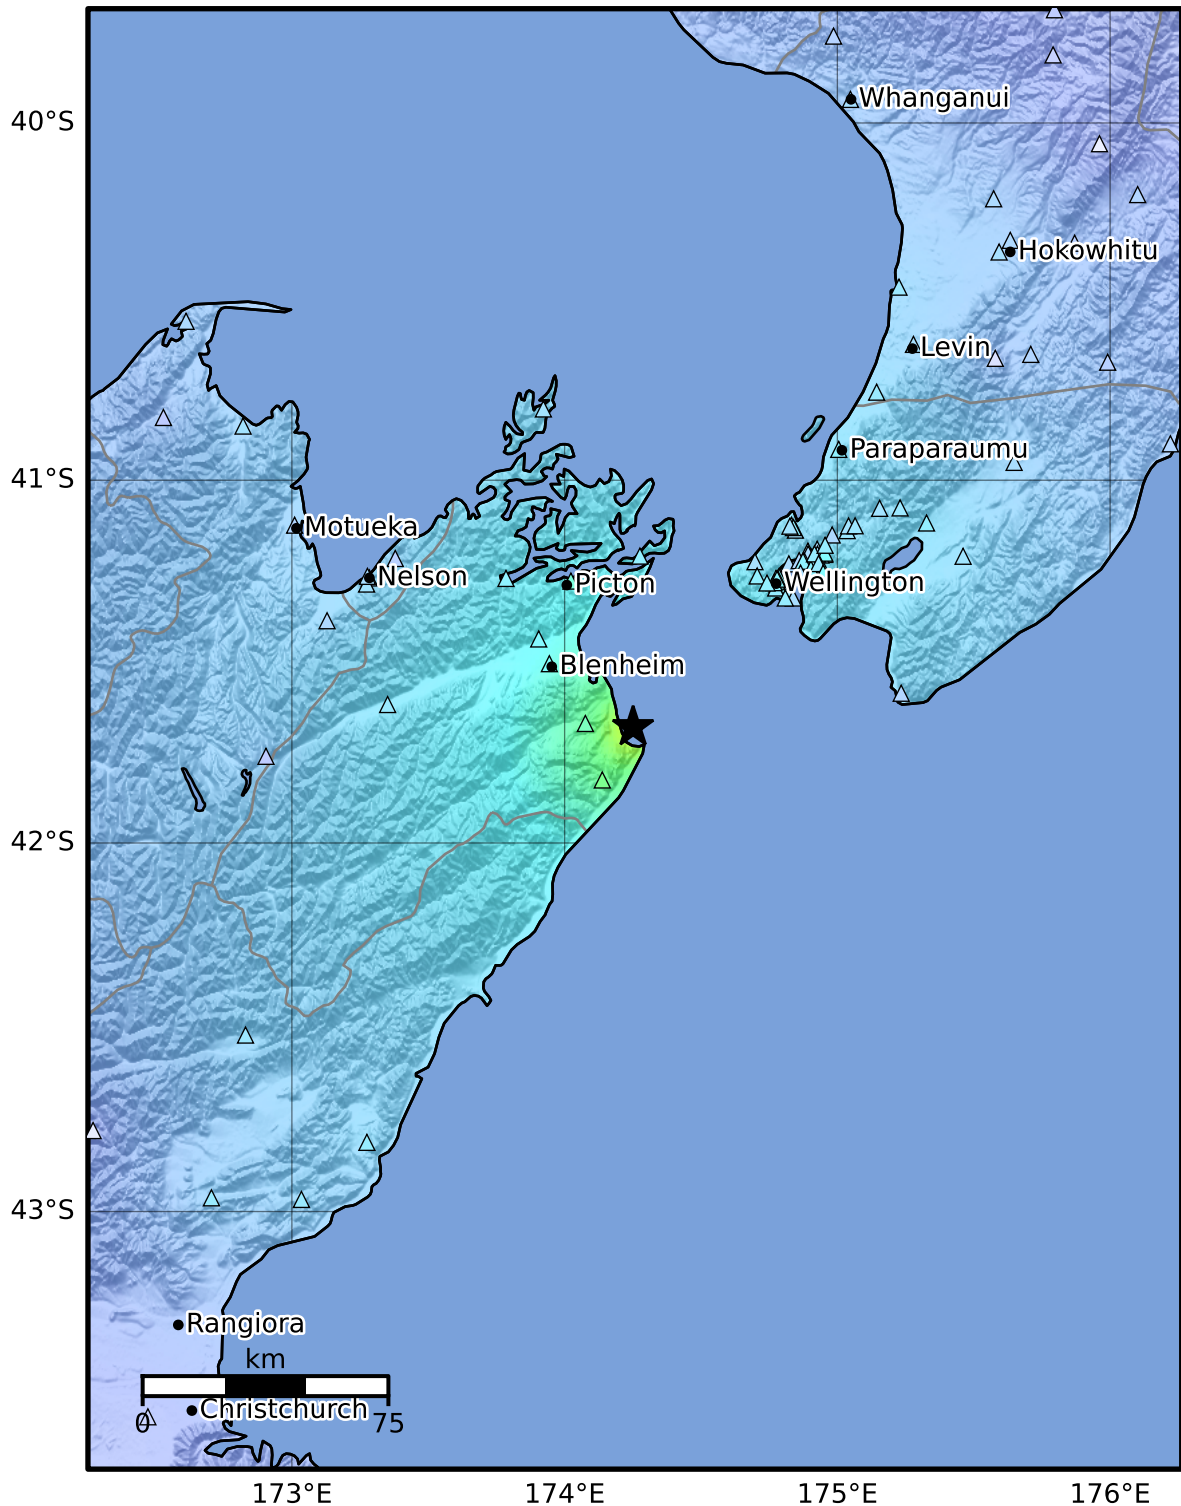 Whanganui
40°S
Hokowhitu
Levin
Paraparaumu
41°S
Motueka
Nelson
Picton
Wellington
Blenheim
42°S
43°S
Rangiora
km
Christchurch
0
75
173°E
174°E
175°E
176°E